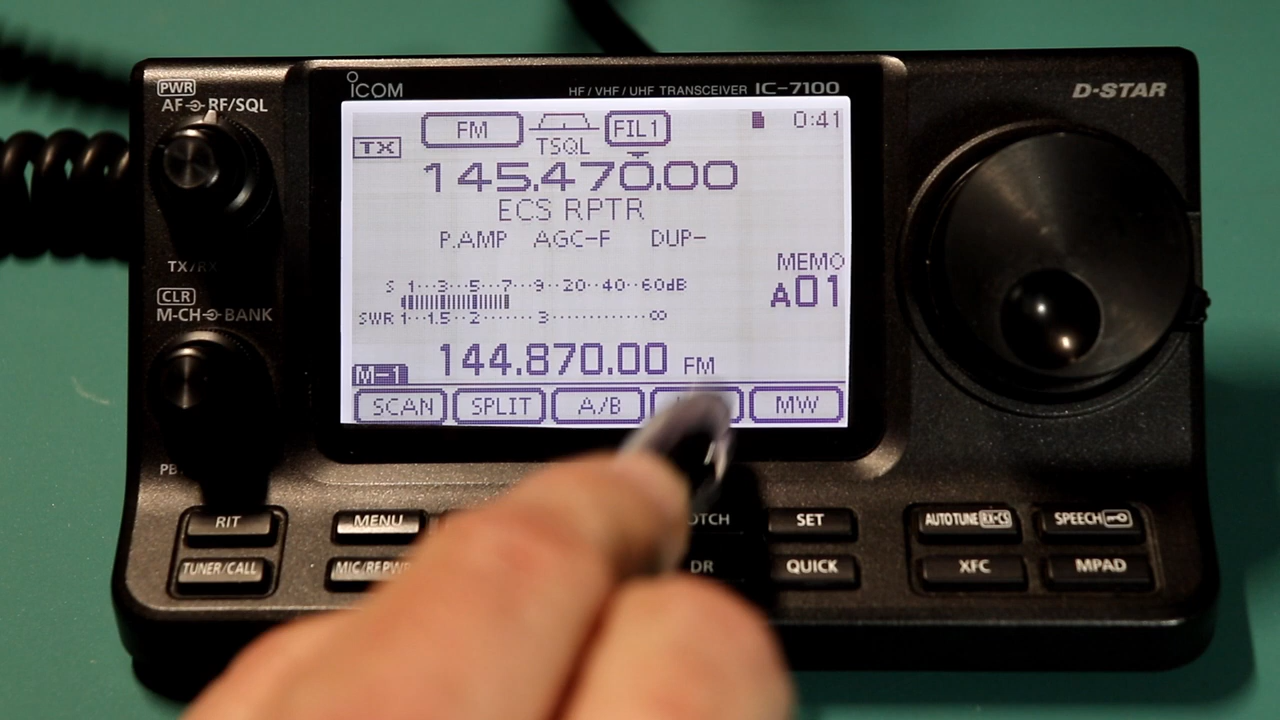 PWR
AF RF/SQL
ICOM
HF/VHF/UHF TRANSCEIVER IC-7100
D-STAR
FM FIL1 0:41
TX TSQL
145.470.00
ECS RPTR
P.AMP AGC-F DUP-
MEMO
A01
S 1··3··5··7··9··20··40··60dB
SWR 1··1.5··2·······3············∞
TX/RX
CLR
M-CH BANK
144.870.00 FM
M-1
SCAN SPLIT A/B MW
RIT MENU SET AUTOTUNE RX-CS SPEECH
TUNER/CALL MIC/RF PWR DR QUICK XFC MPAD